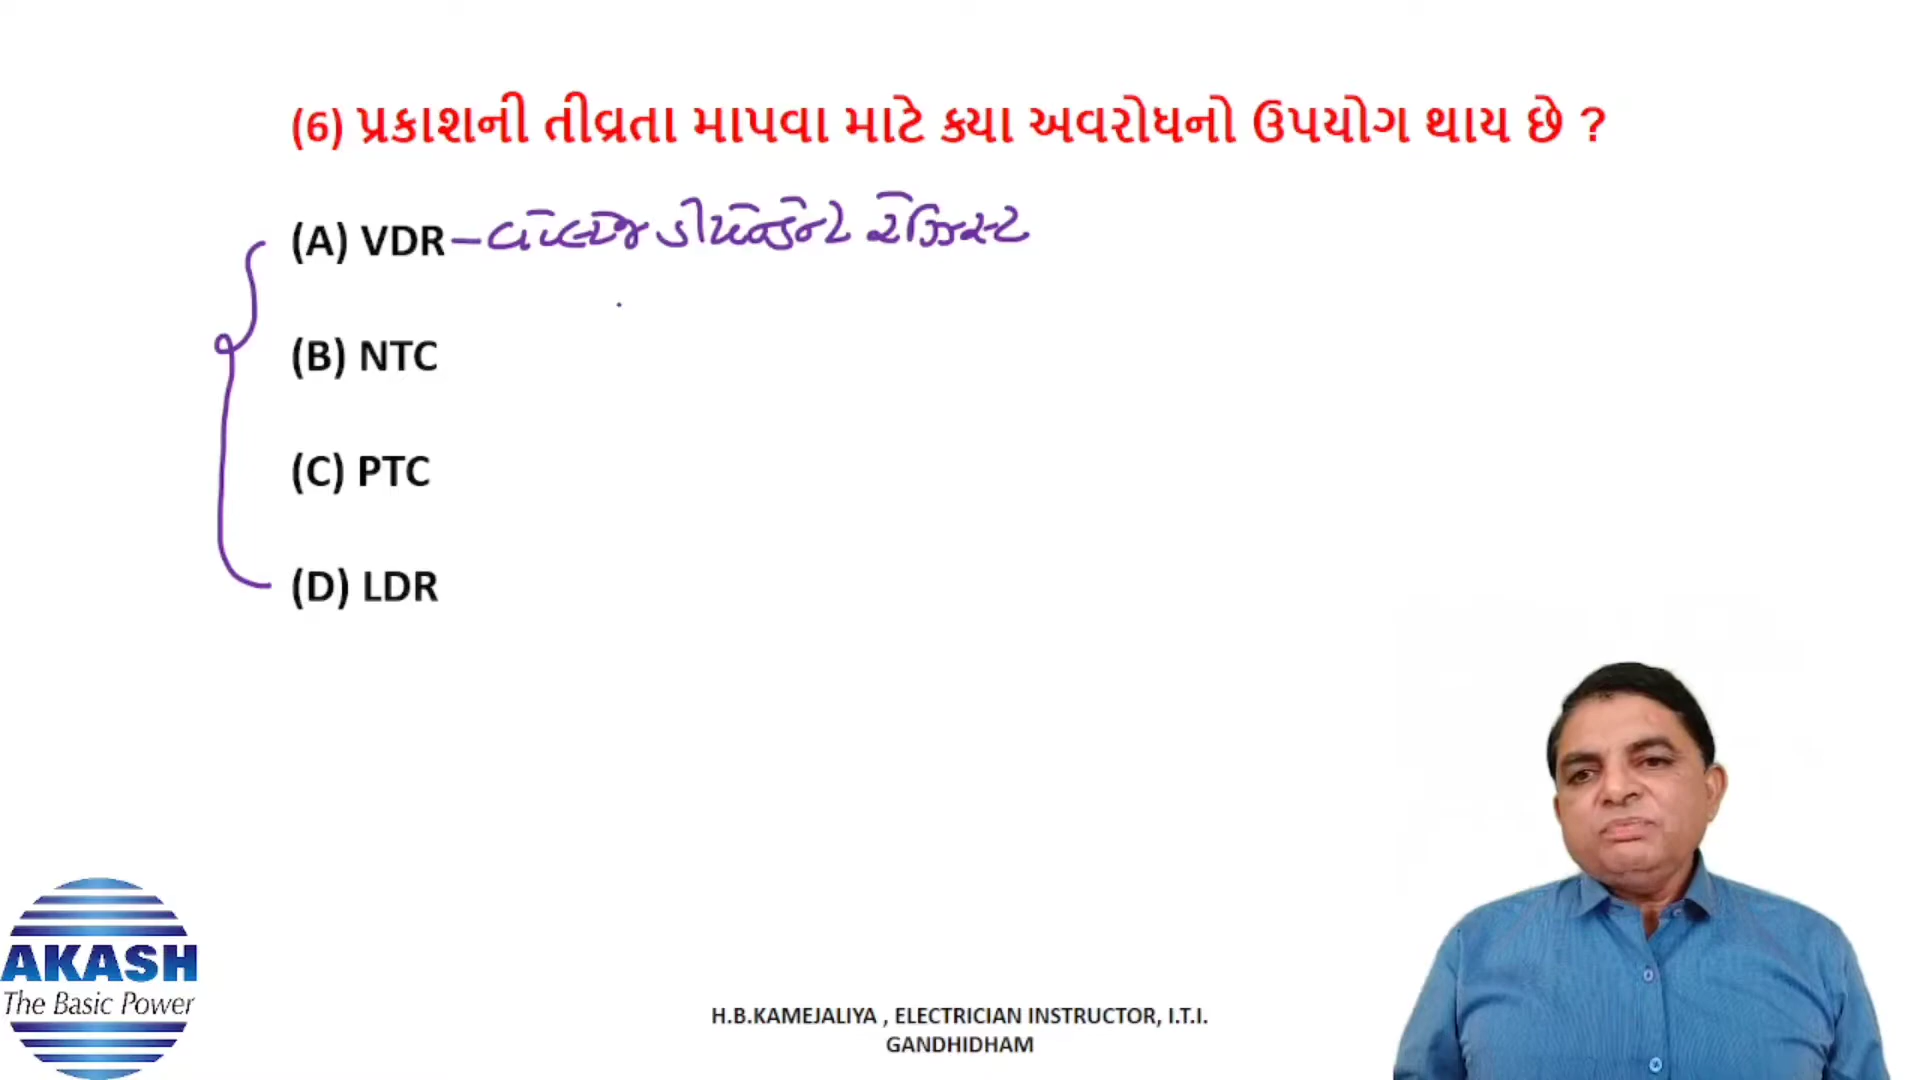 (6) પ્રકાશની તીવ્રતા માપવા માટે ક્યા અવરોધનો ઉપયોગ થાય છે ?
(A) VDR – વૉલ્ટેજ ડીપેન્ડેન્ટ રેઝિસ્ટર
(B) NTC
(C) PTC
(D) LDR
AKASH
The Basic Power
H.B.KAMEJALIYA , ELECTRICIAN INSTRUCTOR, I.T.I.
GANDHIDHAM